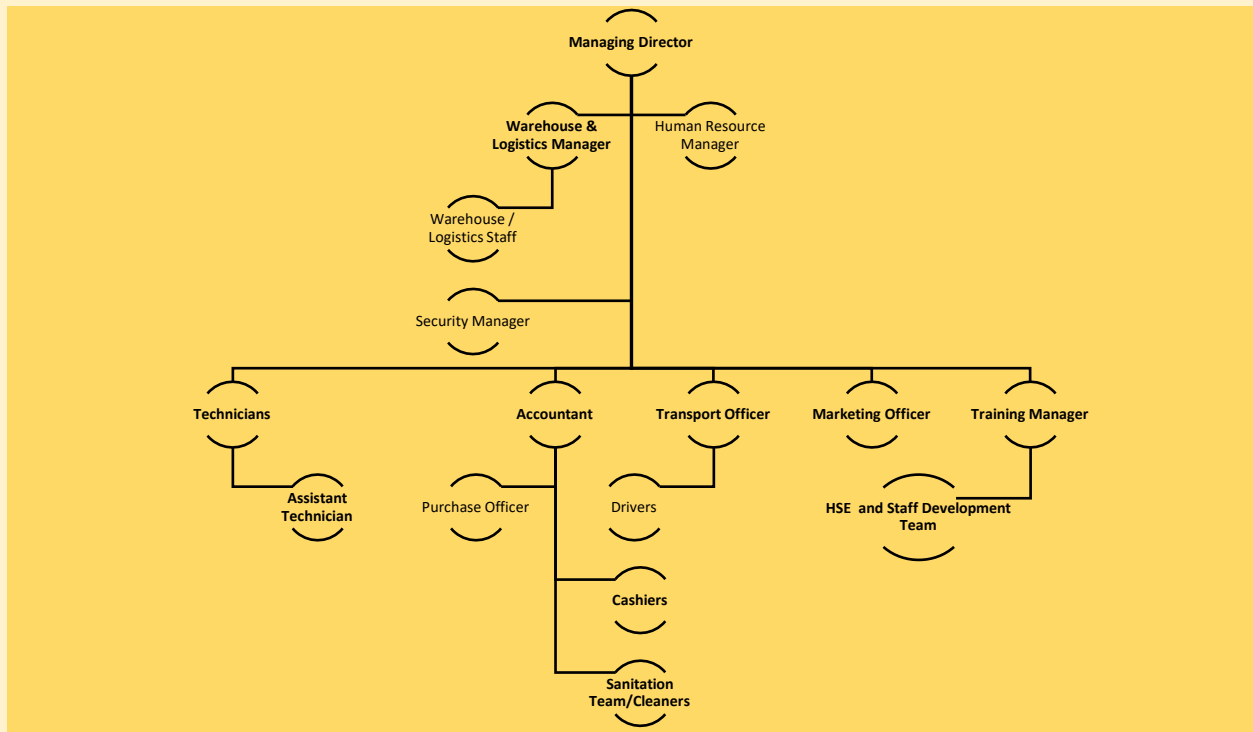 Managing Director
Warehouse &
Logistics Manager
Human Resource
Manager
Warehouse /
Logistics Staff
Security Manager
Technicians
Accountant
Transport Officer
Marketing Officer
Training Manager
Assistant
Technician
Purchase Officer
Drivers
HSE and Staff Development
Team
Cashiers
Sanitation
Team/Cleaners